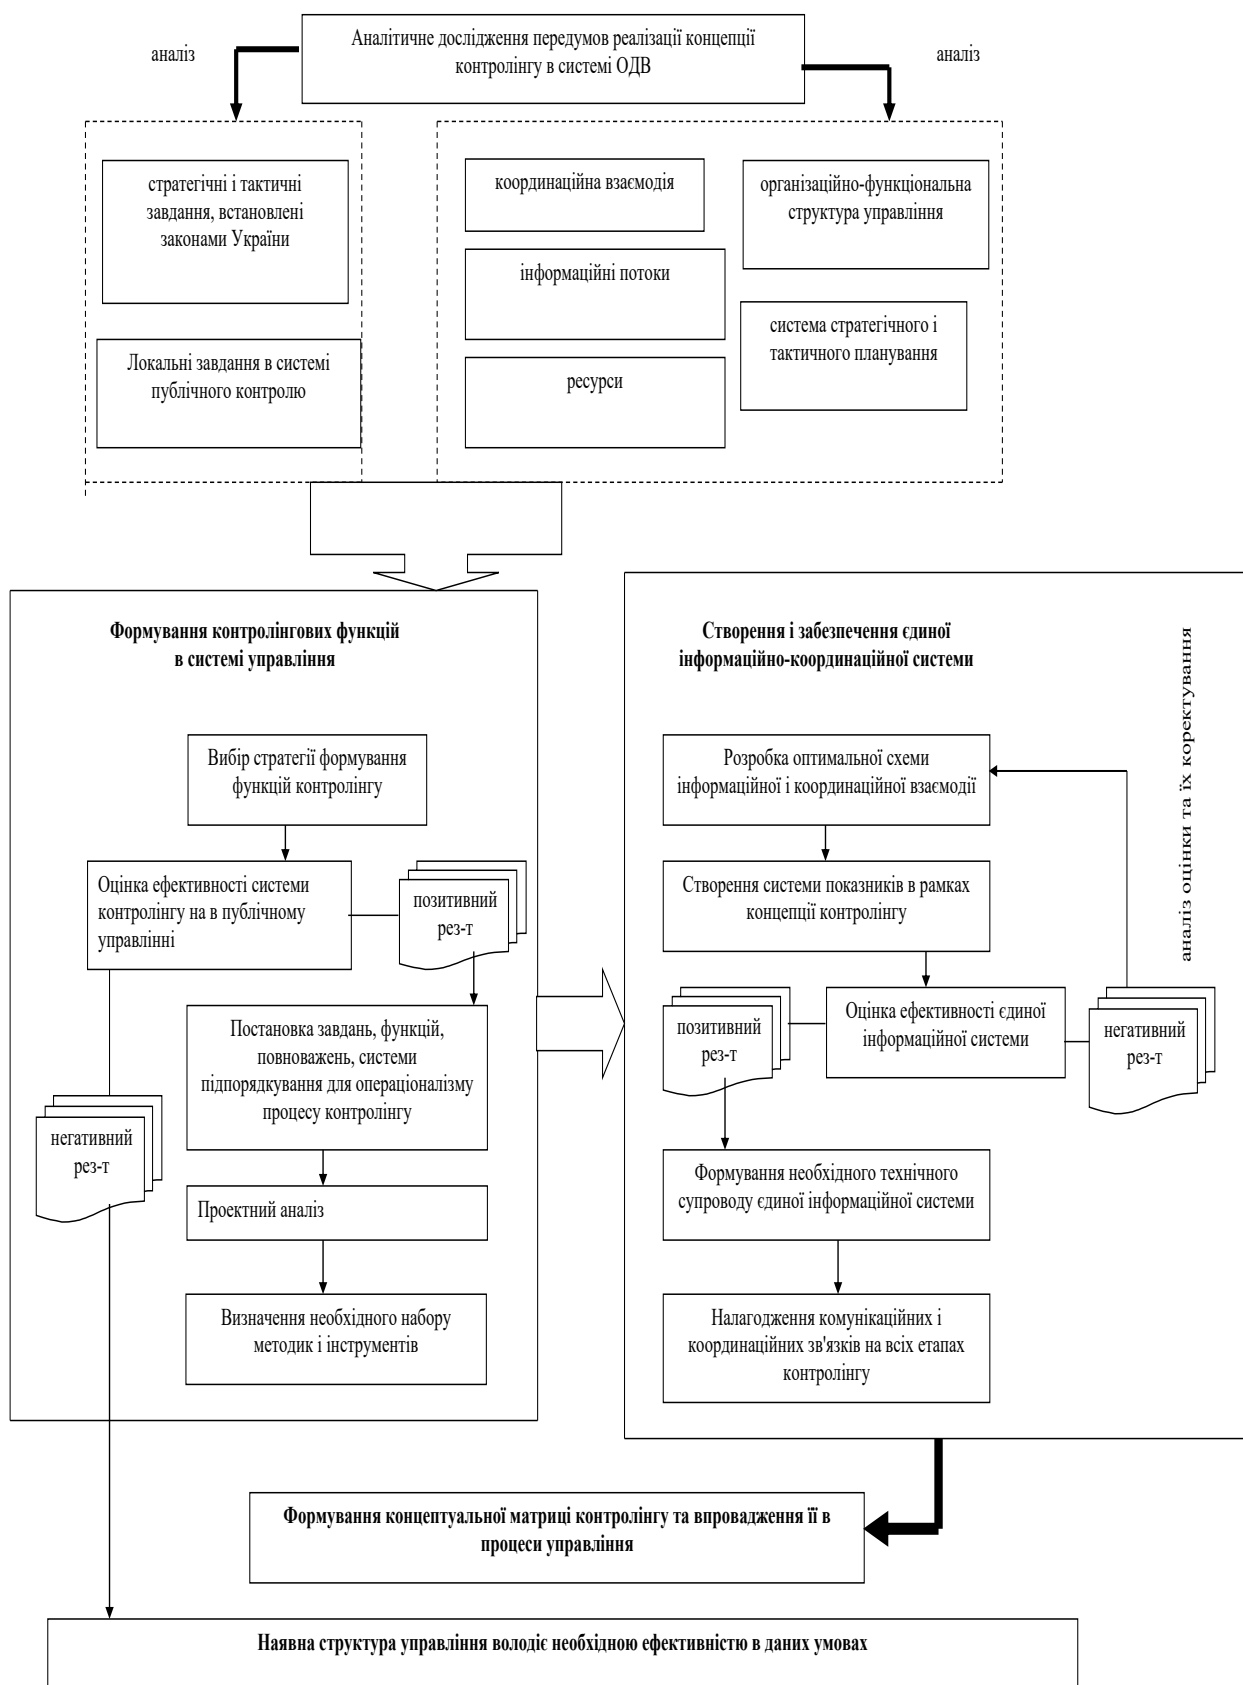 Аналітичне дослідження передумов реалізації концепції
контролінгу в системі ОДВ
аналіз
аналіз
стратегічні і тактичні
завдання, встановлені
законами України
Локальні завдання в системі
публічного контролю
координаційна взаємодія
інформаційні потоки
ресурси
організаційно-функціональна
структура управління
система стратегічного і
тактичного планування
Формування контролінгових функцій
в системі управління
Вибір стратегії формування
функцій контролінгу
Оцінка ефективності системи
контролінгу на в публічному
управлінні
позитивний
рез-т
Постановка завдань, функцій,
повноважень, системи
підпорядкування для операціоналізму
процесу контролінгу
негативний
рез-т
Проектний аналіз
Визначення необхідного набору
методик і інструментів
Створення і забезпечення єдиної
інформаційно-координаційної системи
аналіз оцінки та їх коректування
Розробка оптимальної схеми
інформаційної і координаційної взаємодії
Створення системи показників в рамках
концепції контролінгу
позитивний
рез-т
Оцінка ефективності єдиної
інформаційної системи
негативний
рез-т
Формування необхідного технічного
супроводу єдиної інформаційної системи
Налагодження комунікаційних і
координаційних зв'язків на всіх етапах
контролінгу
Формування концептуальної матриці контролінгу та впровадження її в
процеси управління
Наявна структура управління володіє необхідною ефективністю в даних умовах